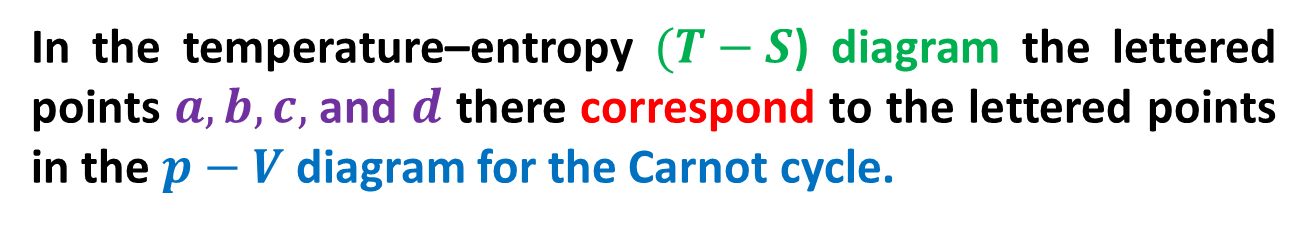 In the temperature–entropy (T − S) diagram the lettered
points a, b, c, and d there correspond to the lettered points
in the p − V diagram for the Carnot cycle.